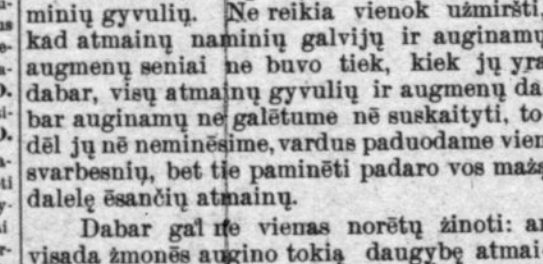 minių gyvulių. Ne reikia vienok užmiršti,
kad atmainų naminių galvijų ir auginamų
augmenų seniai ne buvo tiek, kiek jų yra
dabar, visų atmainų gyvulių ir augmenų da-
bar auginamų ne galėtume nė suskaityti, to-
dėl jų nė neminėsime, vardus paduodame vien
svarbesnių, bet tie paminėti padaro vos mažą
dalelę ėsančių atmainų.
Dabar gal ne vienas norėtų žinoti: ar
visada žmonės augino tokią daugybę atmai-